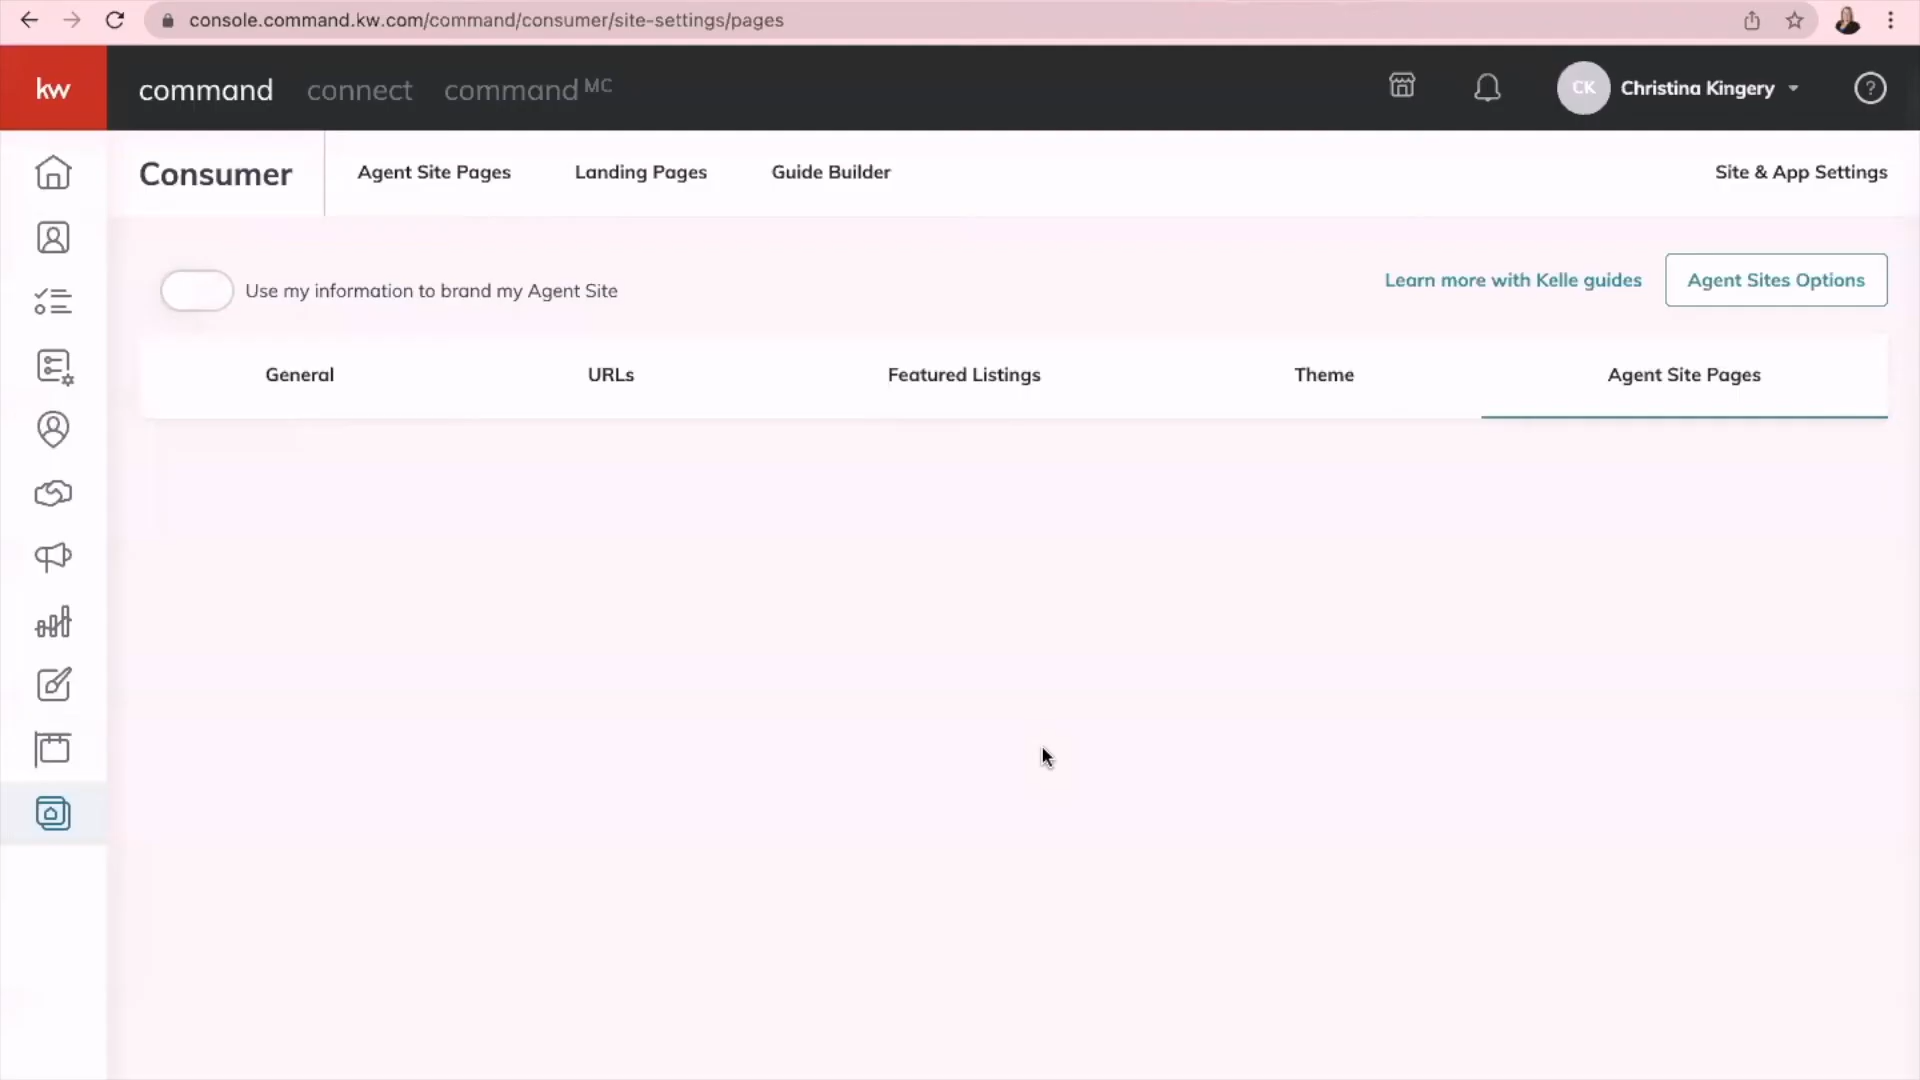 console.command.kw.com/command/consumer/site-settings/pages
kw
command connect command MC
CK Christina Kingery
?
Consumer Agent Site Pages Landing Pages Guide Builder Site & App Settings
Use my information to brand my Agent Site
Learn more with Kelle guides Agent Sites Options
General URLs Featured Listings Theme Agent Site Pages